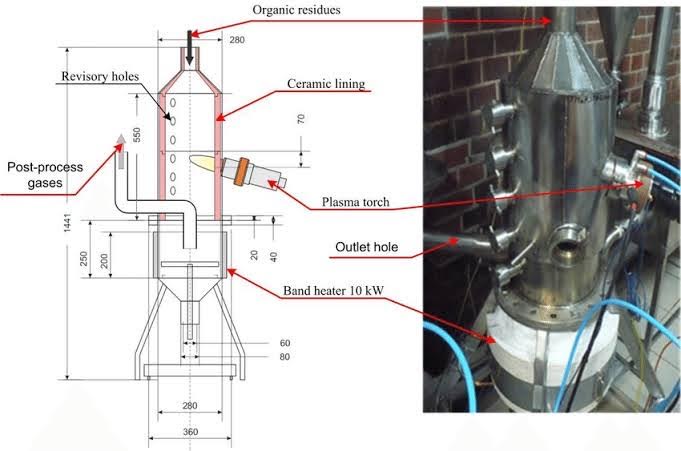 Organic residues
280
Revisory holes
Ceramic lining
70
550
Post-process
gases
Plasma torch
1441
Outlet hole
250
200
20
40
Band heater 10 kW
60
80
280
360